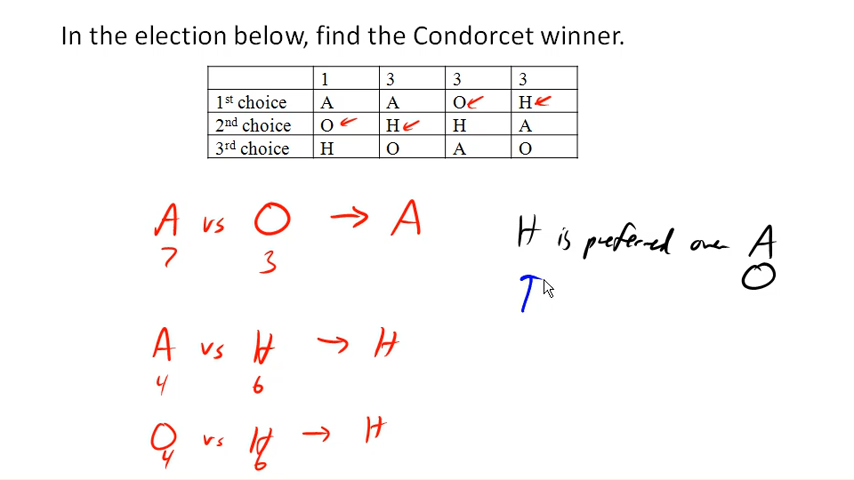 In the election below, find the Condorcet winner.
1 3 3 3
1st choice A A O H
2nd choice O H H A
3rd choice H O A O
A vs O → A
7 3
H is preferred over A
O
A vs H → H
4 6
O vs H → H
4 6